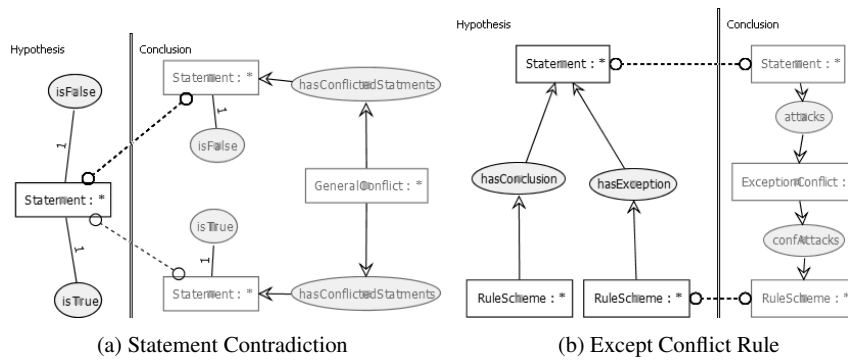 Hypothesis
Conclusion
isFalse
1
Statement : *
1
isTrue
Statement : *
1
isFalse
hasConflictedStatments
GeneralConflict : *
isTrue
1
Statement : *
hasConflictedStatments
(a) Statement Contradiction
Hypothesis
Conclusion
Statement : *
Statement : *
attacks
hasConclusion
hasException
ExceptionConflict :
confAttacks
RuleScheme : *
RuleScheme : *
RuleScheme : *
(b) Except Conflict Rule